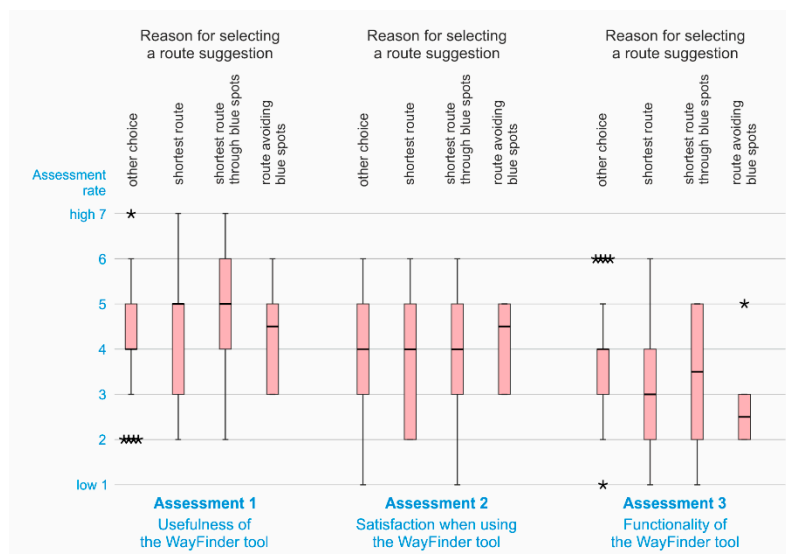 Reason for selecting
a route suggestion
Reason for selecting
a route suggestion
Reason for selecting
a route suggestion
other choice
shortest route
shortest route
through blue spots
route avoiding
blue spots
other choice
shortest route
shortest route
through blue spots
route avoiding
blue spots
other choice
shortest route
shortest route
through blue spots
route avoiding
blue spots
Assessment
rate
high 7
6
5
4
3
2
low 1
Assessment 1
Usefulness of
the WayFinder tool
Assessment 2
Satisfaction when using
the WayFinder tool
Assessment 3
Functionality of
the WayFinder tool